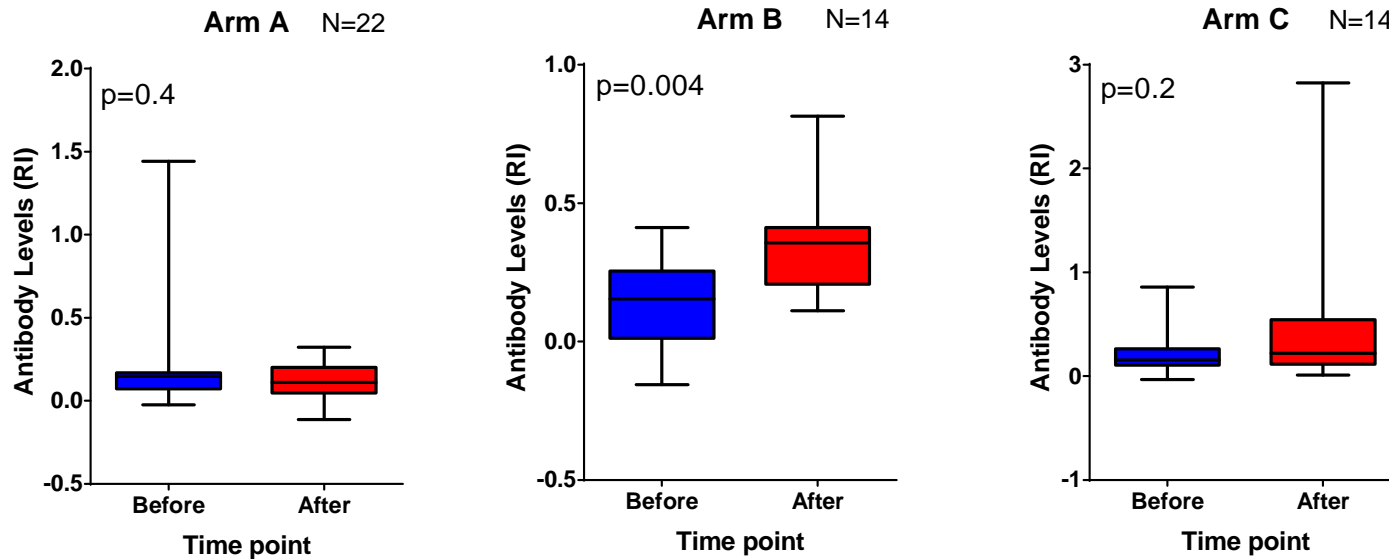 Arm A N=22
p=0.4
Antibody Levels (RI)
2.0
1.5
1.0
0.5
0.0
-0.5
Before After
Time point
Arm B N=14
p=0.004
Antibody Levels (RI)
1.0
0.5
0.0
-0.5
Before After
Time point
Arm C N=14
p=0.2
Antibody Levels (RI)
3
2
1
0
-1
Before After
Time point